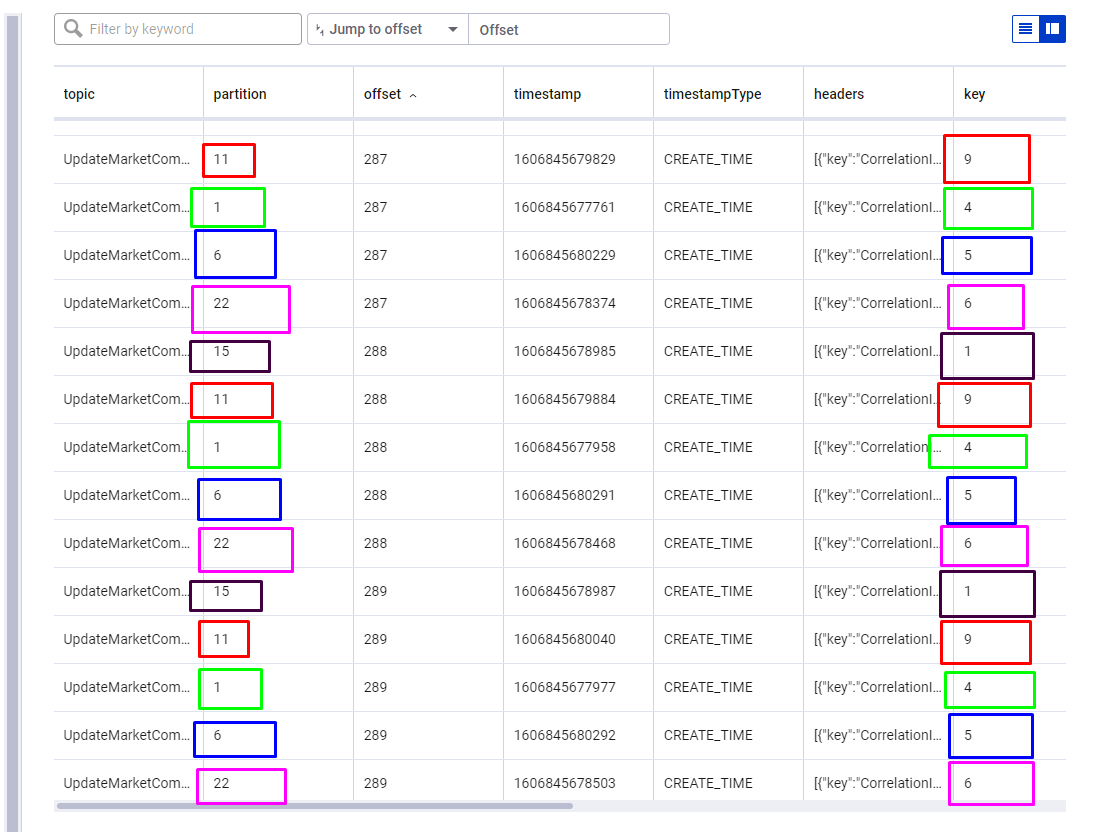 Filter by keyword Jump to offset Offset
topic partition offset timestamp timestampType headers key
UpdateMarketCom... 11 287 1606845679829 CREATE_TIME [{"key":"CorrelationI... 9
UpdateMarketCom... 1 287 1606845677761 CREATE_TIME [{"key":"CorrelationI... 4
UpdateMarketCom... 6 287 1606845680229 CREATE_TIME [{"key":"CorrelationI... 5
UpdateMarketCom... 22 287 1606845678374 CREATE_TIME [{"key":"CorrelationI... 6
UpdateMarketCom... 15 288 1606845678985 CREATE_TIME [{"key":"CorrelationI... 1
UpdateMarketCom... 11 288 1606845679884 CREATE_TIME [{"key":"CorrelationI... 9
UpdateMarketCom... 1 288 1606845677958 CREATE_TIME [{"key":"CorrelationI... 4
UpdateMarketCom... 6 288 1606845680291 CREATE_TIME [{"key":"CorrelationI... 5
UpdateMarketCom... 22 288 1606845678468 CREATE_TIME [{"key":"CorrelationI... 6
UpdateMarketCom... 15 289 1606845678987 CREATE_TIME [{"key":"CorrelationI... 1
UpdateMarketCom... 11 289 1606845680040 CREATE_TIME [{"key":"CorrelationI... 9
UpdateMarketCom... 1 289 1606845677977 CREATE_TIME [{"key":"CorrelationI... 4
UpdateMarketCom... 6 289 1606845680292 CREATE_TIME [{"key":"CorrelationI... 5
UpdateMarketCom... 22 289 1606845678503 CREATE_TIME [{"key":"CorrelationI... 6